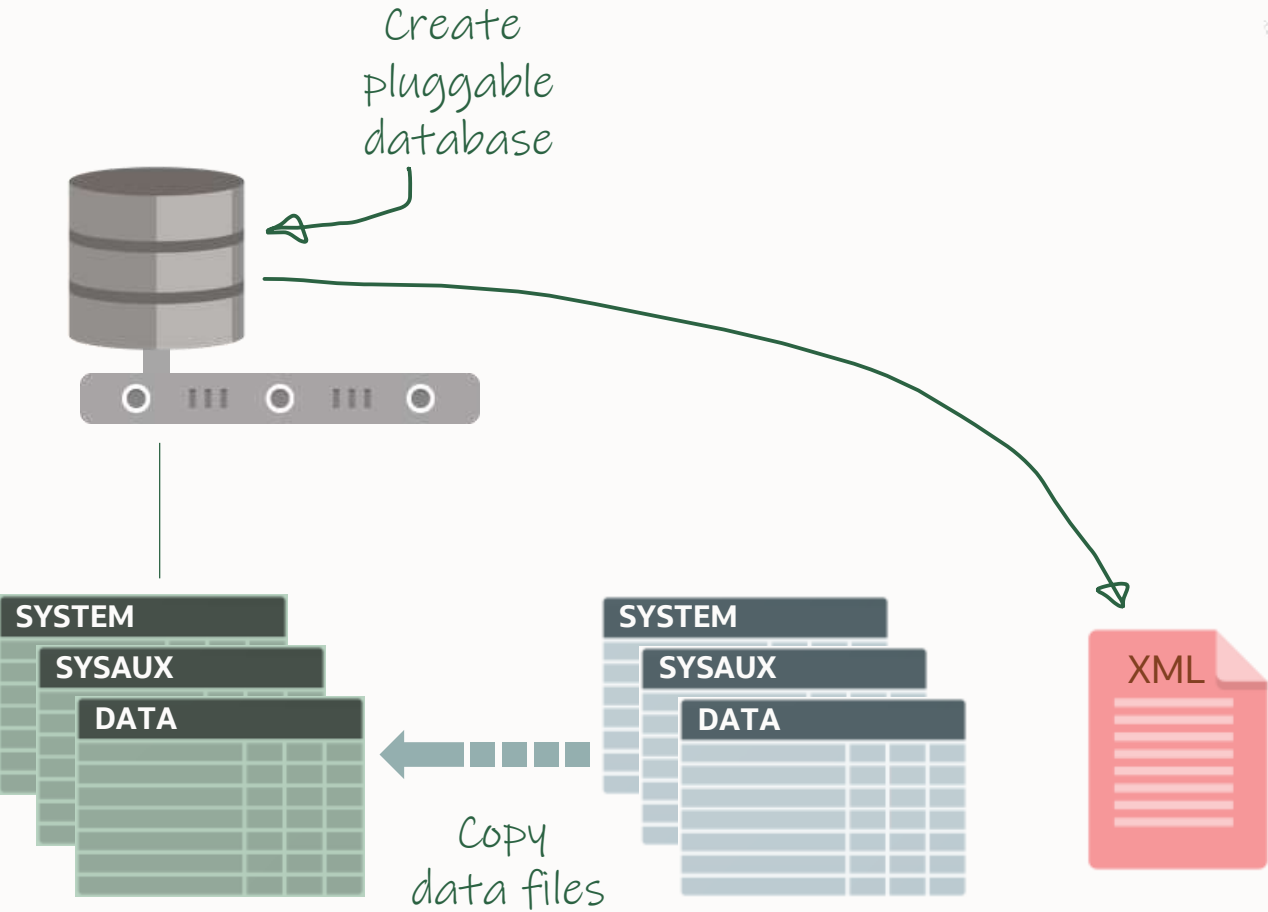 Create
pluggable
database
SYSTEM
SYSAUX
DATA
SYSTEM
SYSAUX
DATA
XML
Copy
data files